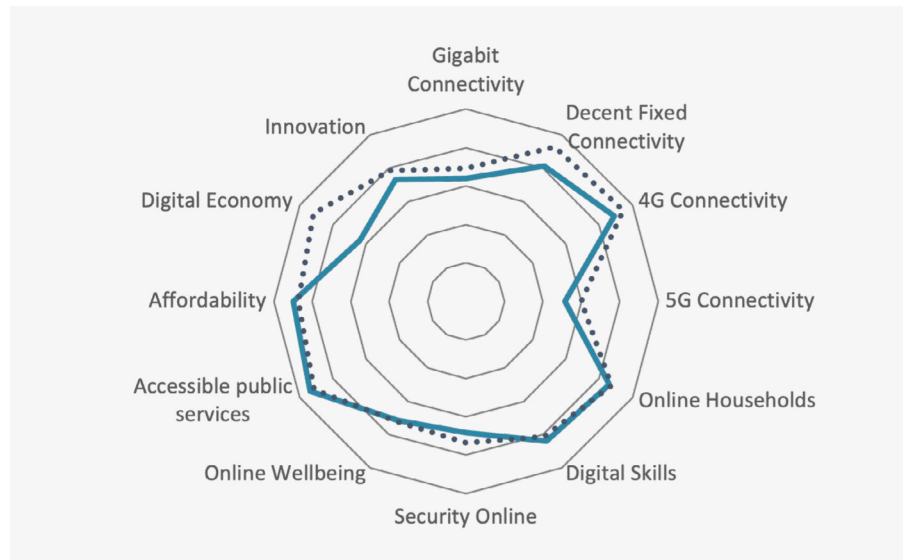 Gigabit
Connectivity
Decent Fixed
Connectivity
4G Connectivity
5G Connectivity
Online Households
Digital Skills
Security Online
Online Wellbeing
Accessible public
services
Affordability
Digital Economy
Innovation